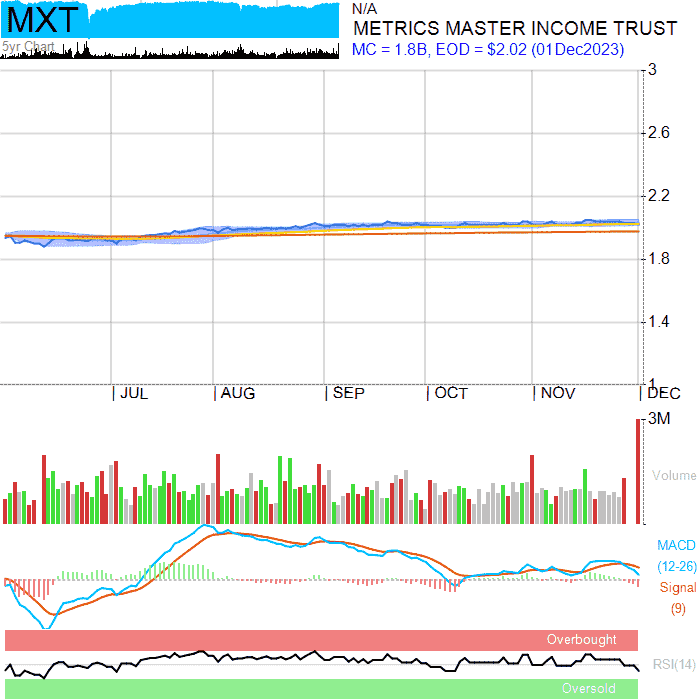 MXT
5yr Chart
N/A
METRICS MASTER INCOME TRUST
MC = 1.8B, EOD = $2.02 (01Dec2023)
3
2.6
2.2
1.8
1.4
1
JUL AUG SEP OCT NOV DEC
3M
Volume
MACD
(12-26)
Signal
(9)
Overbought
RSI(14)
Oversold